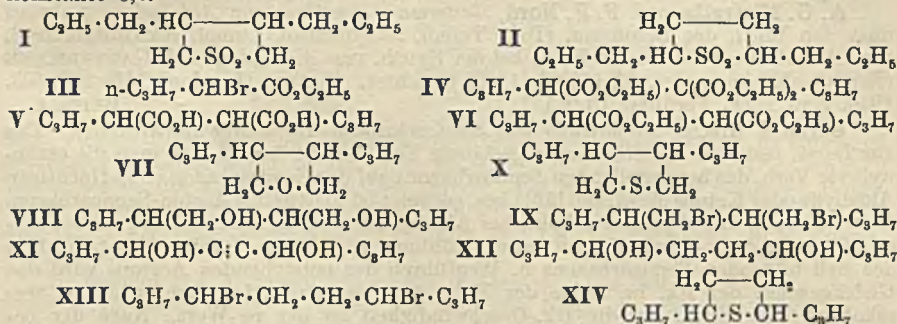 I C₂H₅·CH₂·HC——CH·CH₂·C₂H₅
H₂C·SO₂·CH₂
II H₂C——CH₂
C₂H₅·CH₂·HC·SO₂·CH·CH₂·C₂H₅
III n-C₃H₇·CHBr·CO₂C₂H₅
IV C₃H₇·CH(CO₂C₂H₅)·C(CO₂C₂H₅)₂·C₃H₇
V C₃H₇·CH(CO₂H)·CH(CO₂H)·C₃H₇
VI C₃H₇·CH(CO₂C₂H₅)·CH(CO₂C₂H₅)·C₃H₇
VII C₃H₇·HC——CH·C₃H₇
H₂C·O·CH₂
X C₃H₇·HC——CH·C₃H₇
H₂C·S·CH₂
VIII C₃H₇·CH(CH₂·OH)·CH(CH₂·OH)·C₃H₇
IX C₃H₇·CH(CH₂Br)·CH(CH₂Br)·C₃H₇
XI C₃H₇·CH(OH)·C⋮C·CH(OH)·C₃H₇
XII C₃H₇·CH(OH)·CH₂·CH₂·CH(OH)·C₃H₇
XIII C₃H₇·CHBr·CH₂·CH₂·CHBr·C₃H₇
XIV H₂C——CH₂
C₃H₇·HC·S·CH·C₃H₇